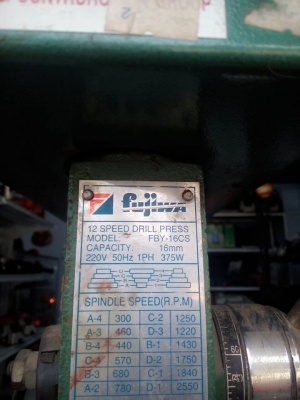 fujiwa
12 SPEED DRILL PRESS
MODEL: FBY-16CS
CAPACITY: 16mm
220V 50Hz 1PH 375W
SPINDLE SPEED(R.P.M)
A-4 300 C-2 1250
A-3 460 D-3 1220
B-4 440 B-1 1430
C-4 570 D-2 1750
B-3 680 C-1 1840
A-2 780 D-1 2550